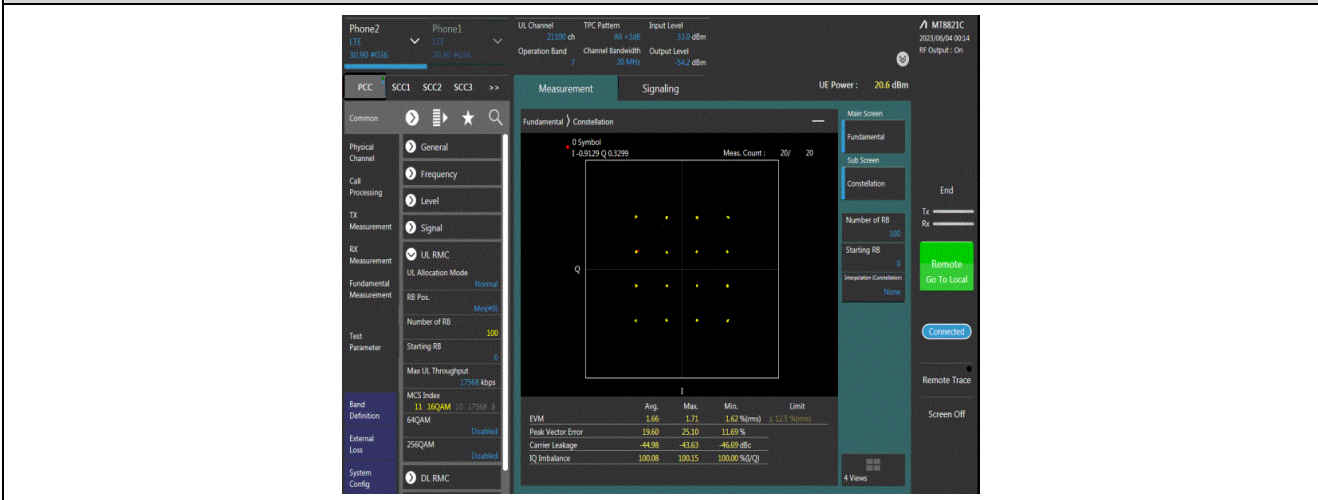 Phone2
LTE
30.90 #036
Phone1
LTE
30.90 #036
UL Channel
21100 ch
TPC Pattern
All +3dB
Input Level
33.0 dBm
Operation Band
7
Channel Bandwidth
20 MHz
Output Level
-54.2 dBm
MT8821C
2023/06/04 00:14
RF Output : On
PCC SCC1 SCC2 SCC3 >>
Measurement
Signaling
UE Power : 20.6 dBm
Common
Physical
Channel
Call
Processing
TX
Measurement
RX
Measurement
Fundamental
Measurement
Test
Parameter
Band
Definition
External
Loss
System
Config
General
Frequency
Level
Signal
UL RMC
UL Allocation Mode
Normal
RB Pos.
Min(#0)
Number of RB
100
Starting RB
0
Max UL Throughput
17568 kbps
MCS Index
11 16QAM 10 17568 8
64QAM
Disabled
256QAM
Disabled
DL RMC
Fundamental 〉 Constellation
0 Symbol
I -0.9129 Q 0.3299
Meas. Count : 20/ 20
Q
I
Avg. Max. Min. Limit
EVM 1.66 1.71 1.62 %(rms) ≤ 12.5 %(rms)
Peak Vector Error 19.60 25.10 11.69 %
Carrier Leakage -44.98 -43.63 -46.69 dBc
IQ Imbalance 100.08 100.15 100.00 %(I/Q)
Main Screen
Fundamental
Sub Screen
Constellation
Number of RB
100
Starting RB
0
Interpolation (Constellation)
None
4 Views
End
Tx
Rx
Remote
Go To Local
Connected
Remote Trace
Screen Off